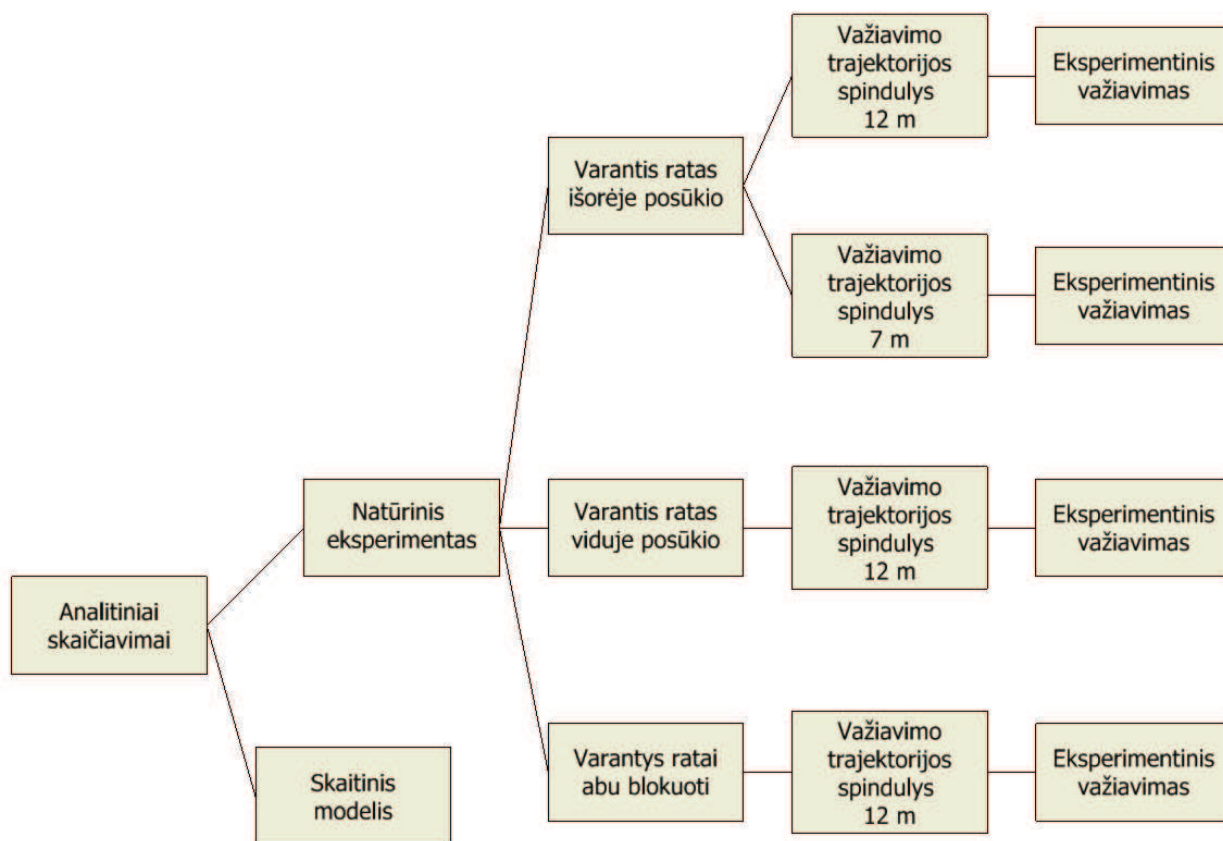 Važiavimo
trajektorijos
spindulys
12 m
Eksperimentinis
važiavimas
Varantis ratas
išorėje posūkio
Važiavimo
trajektorijos
spindulys
7 m
Eksperimentinis
važiavimas
Natūrinis
eksperimentas
Varantis ratas
viduje posūkio
Važiavimo
trajektorijos
spindulys
12 m
Eksperimentinis
važiavimas
Analitiniai
skaičiavimai
Varantys ratai
abu blokuoti
Važiavimo
trajektorijos
spindulys
12 m
Eksperimentinis
važiavimas
Skaitinis
modelis